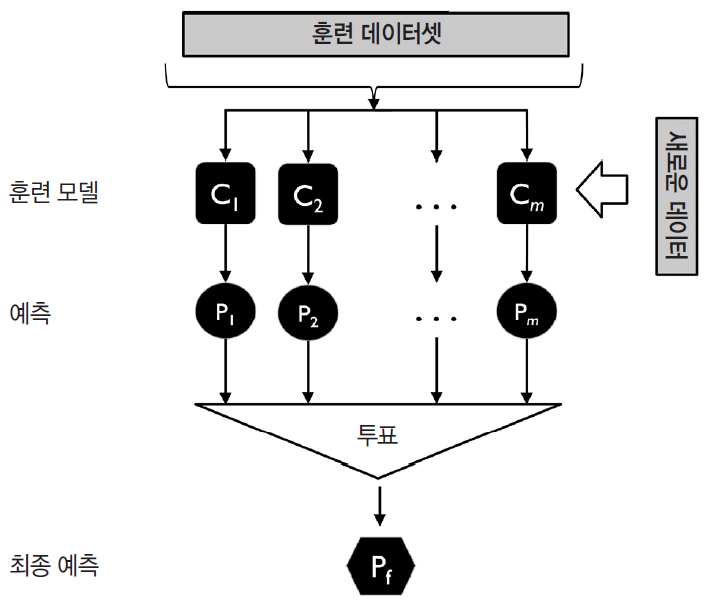 훈련 데이터셋
훈련 모델
C1
C2
...
Cm
새로운 데이터
예측
P1
P2
...
Pm
투표
최종 예측
Pf